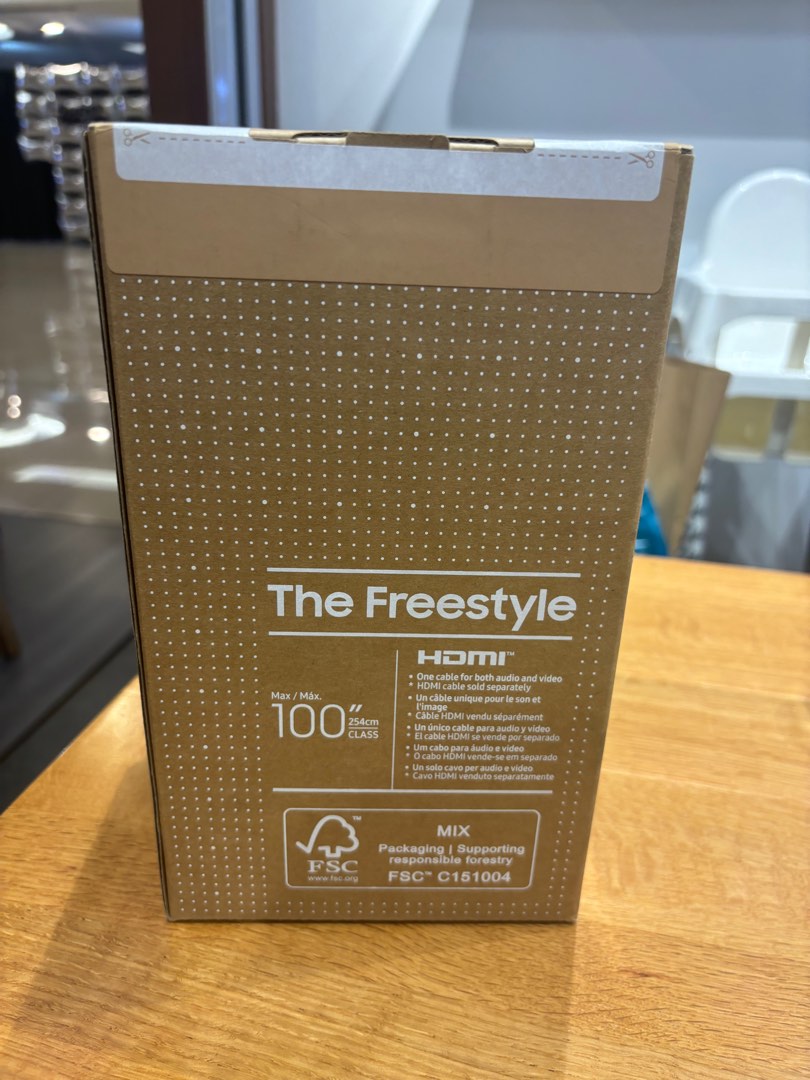 The Freestyle
Max / Máx.
100″
254cm
CLASS
HDMI™
• One cable for both audio and video
• HDMI cable sold separately
• Un câble unique pour le son et
l'image
• Câble HDMI vendu séparément
• Un único cable para audio y video
• El cable HDMI se vende por separado
• Um cabo para áudio e vídeo
• O cabo HDMI vende-se em separado
• Un solo cavo per audio e video
• Cavo HDMI venduto separatamente
™
FSC
www.fsc.org
MIX
Packaging | Supporting
responsible forestry
FSC™ C151004